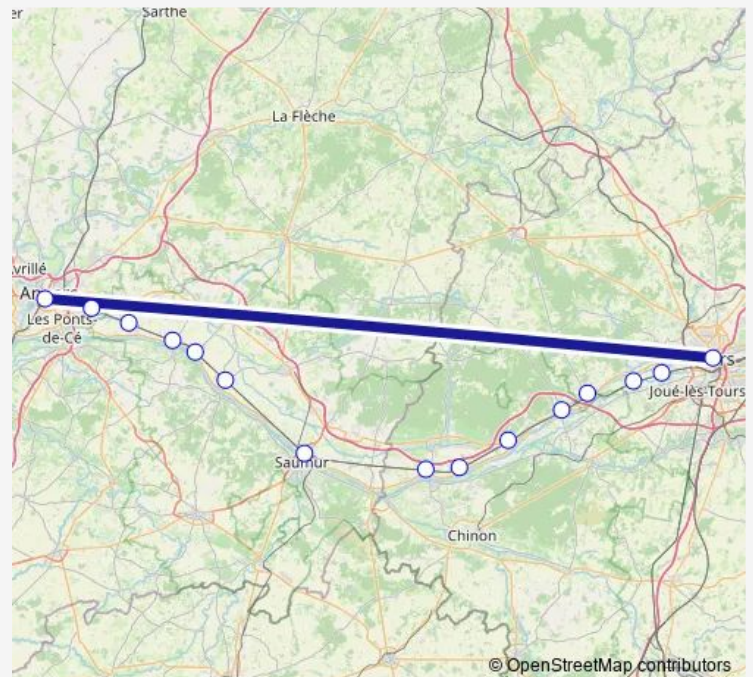 Sarthe
La Flèche
Les Ponts-
de-Cé
Joué-lès-Tours
Saumur
Chinon
© OpenStreetMap contributors